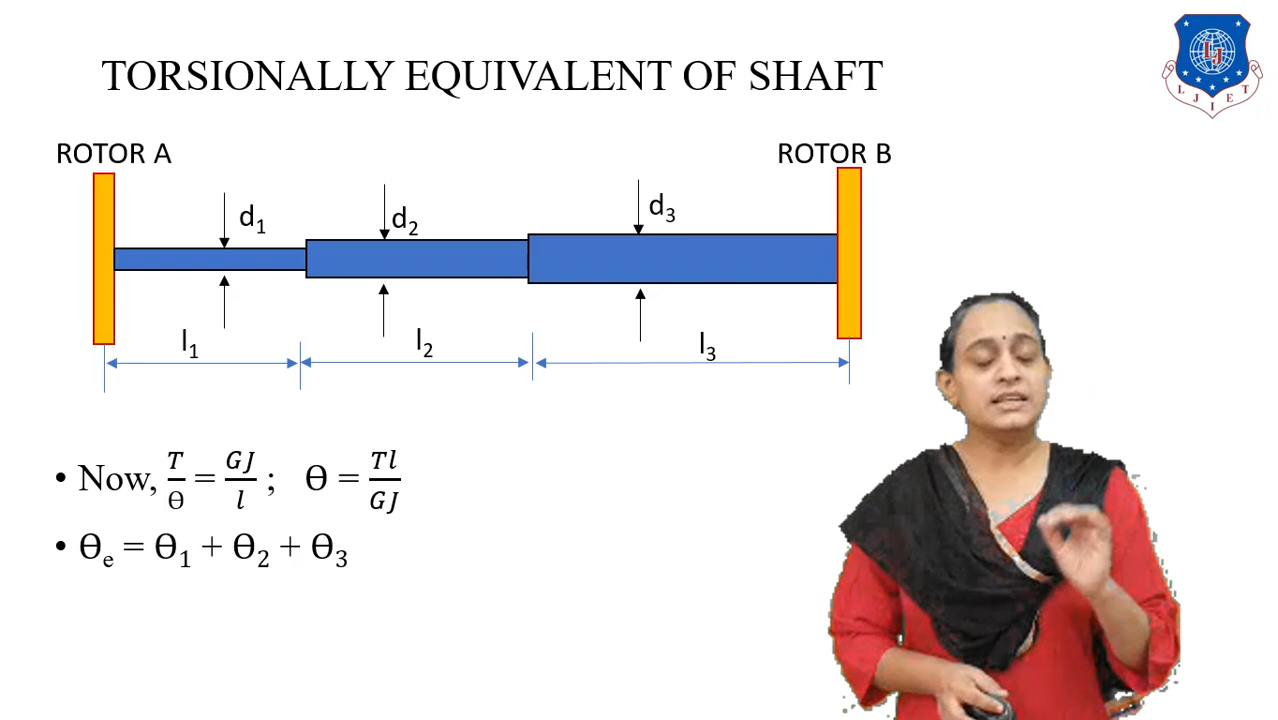 TORSIONALLY EQUIVALENT OF SHAFT
LJ
L J I E T
ROTOR A
ROTOR B
d₁
d₂
d₃
l₁
l₂
l₃
• Now, T/Θ = GJ/l ; Θ = Tl/GJ
• Θₑ = Θ₁ + Θ₂ + Θ₃